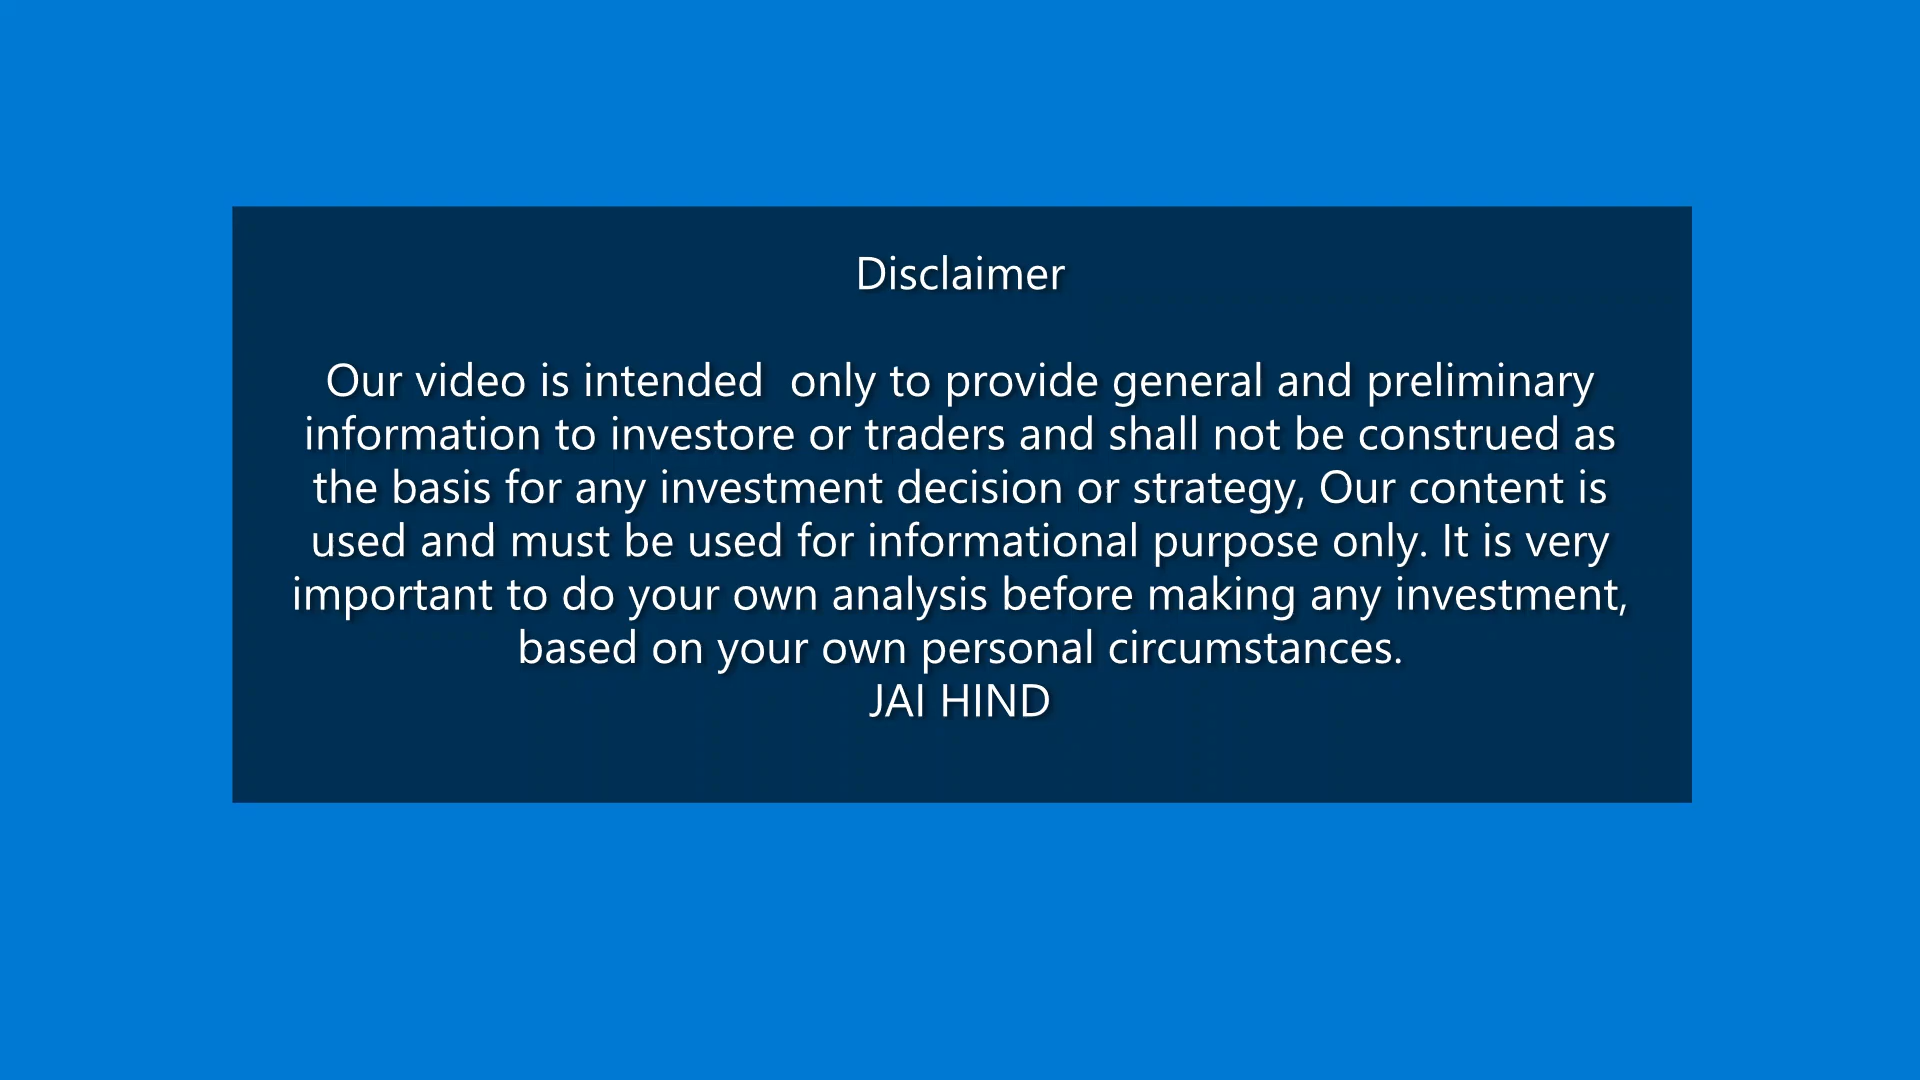 Disclaimer
Our video is intended  only to provide general and preliminary
information to investore or traders and shall not be construed as
the basis for any investment decision or strategy, Our content is
used and must be used for informational purpose only. It is very
important to do your own analysis before making any investment,
based on your own personal circumstances.
JAI HIND